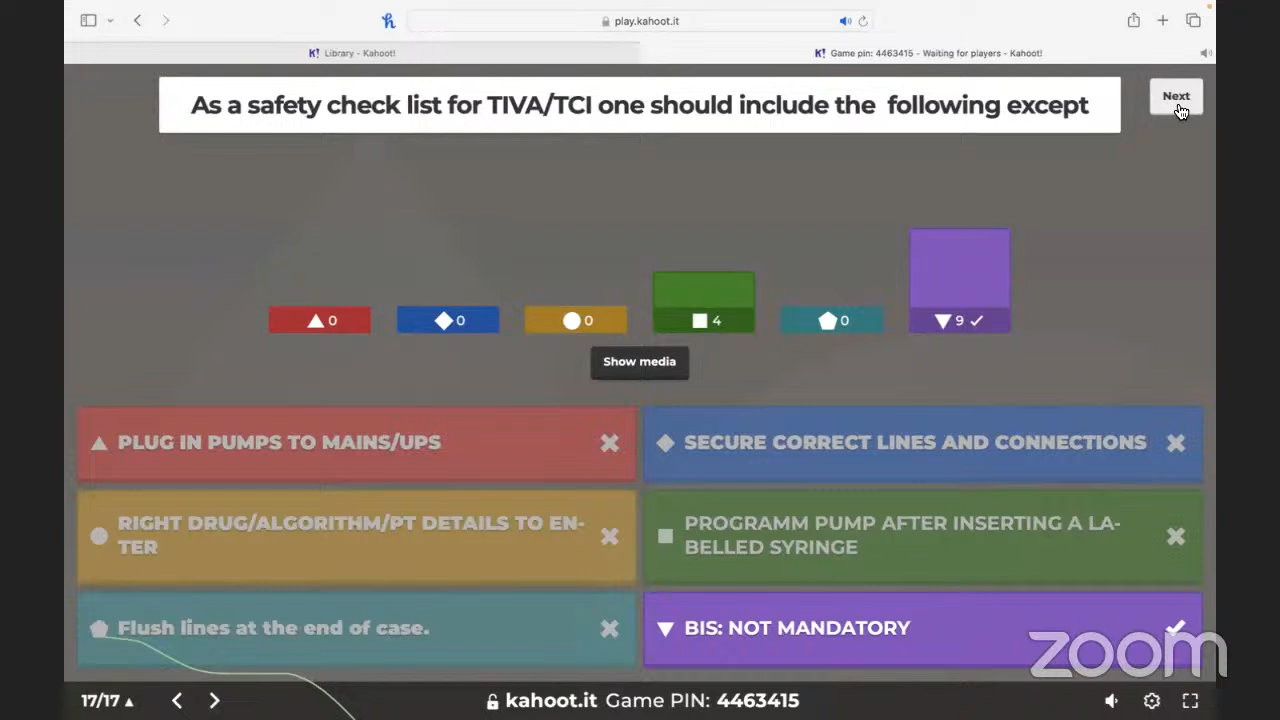 play.kahoot.it
K! Library - Kahoot!
K! Game pin: 4463415 - Waiting for players - Kahoot!
As a safety check list for TIVA/TCI one should include the following except
Next
0
0
0
4
0
9
Show media
PLUG IN PUMPS TO MAINS/UPS
SECURE CORRECT LINES AND CONNECTIONS
RIGHT DRUG/ALGORITHM/PT DETAILS TO EN-
TER
PROGRAMM PUMP AFTER INSERTING A LA-
BELLED SYRINGE
Flush lines at the end of case.
BIS: NOT MANDATORY
zoom
17/17
kahoot.it Game PIN: 4463415